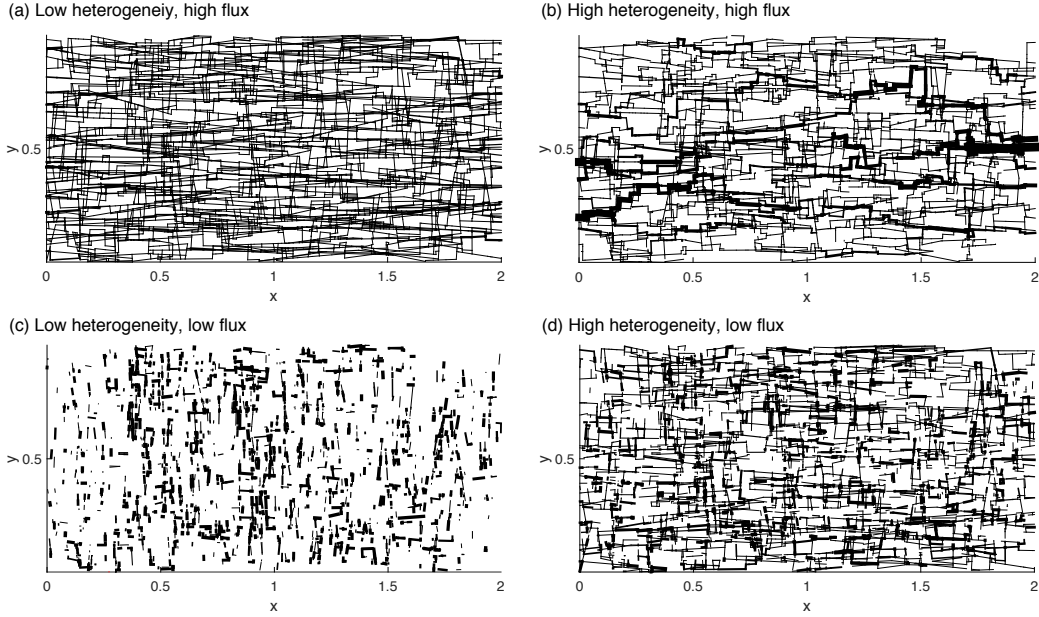 (a) Low heterogeneiy, high flux
y 0.5
0 0.5 1 1.5 2
x
(b) High heterogeneity, high flux
y 0.5
0 0.5 1 1.5 2
x
(c) Low heterogeneity, low flux
y 0.5
0 0.5 1 1.5 2
x
(d) High heterogeneity, low flux
y 0.5
0 0.5 1 1.5 2
x